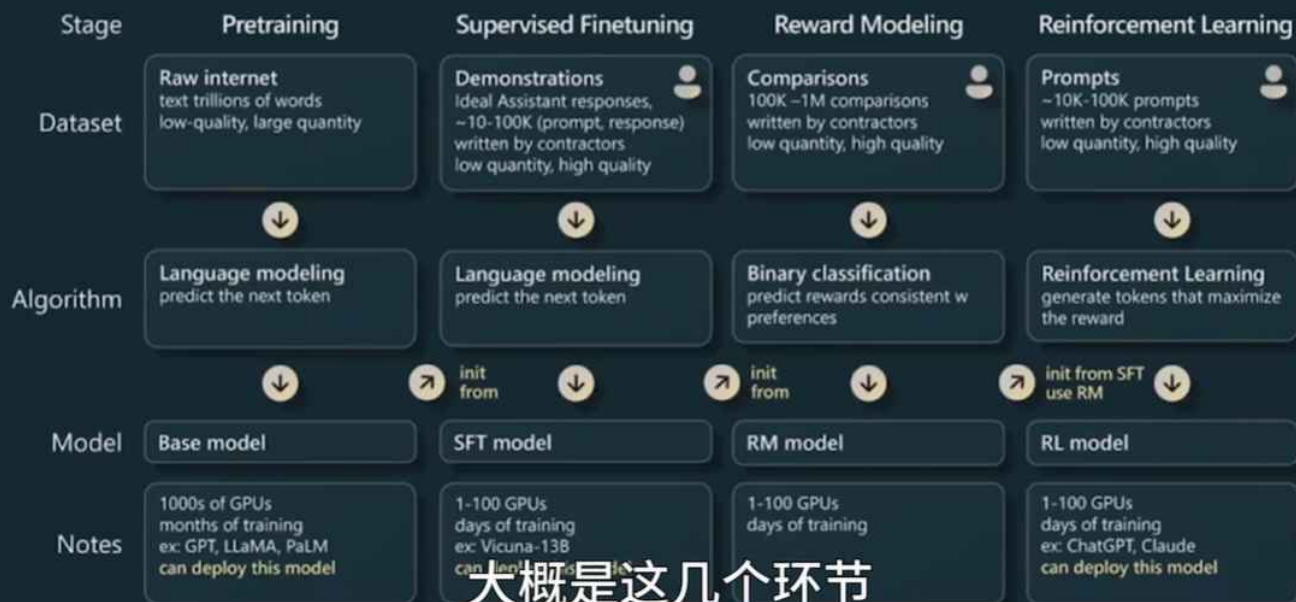 Stage
Pretraining
Supervised Finetuning
Reward Modeling
Reinforcement Learning
Dataset
Raw internet
text trillions of words
low-quality, large quantity
Demonstrations
Ideal Assistant responses,
~10-100K (prompt, response)
written by contractors
low quantity, high quality
Comparisons
100K –1M comparisons
written by contractors
low quantity, high quality
Prompts
~10K-100K prompts
written by contractors
low quantity, high quality
Algorithm
Language modeling
predict the next token
Language modeling
predict the next token
Binary classification
predict rewards consistent w
preferences
Reinforcement Learning
generate tokens that maximize
the reward
init
from
init
from
init from SFT
use RM
Model
Base model
SFT model
RM model
RL model
Notes
1000s of GPUs
months of training
ex: GPT, LLaMA, PaLM
can deploy this model
1-100 GPUs
days of training
ex: Vicuna-13B
can
1-100 GPUs
days of training
1-100 GPUs
days of training
ex: ChatGPT, Claude
can deploy this model
大概是这几个环节